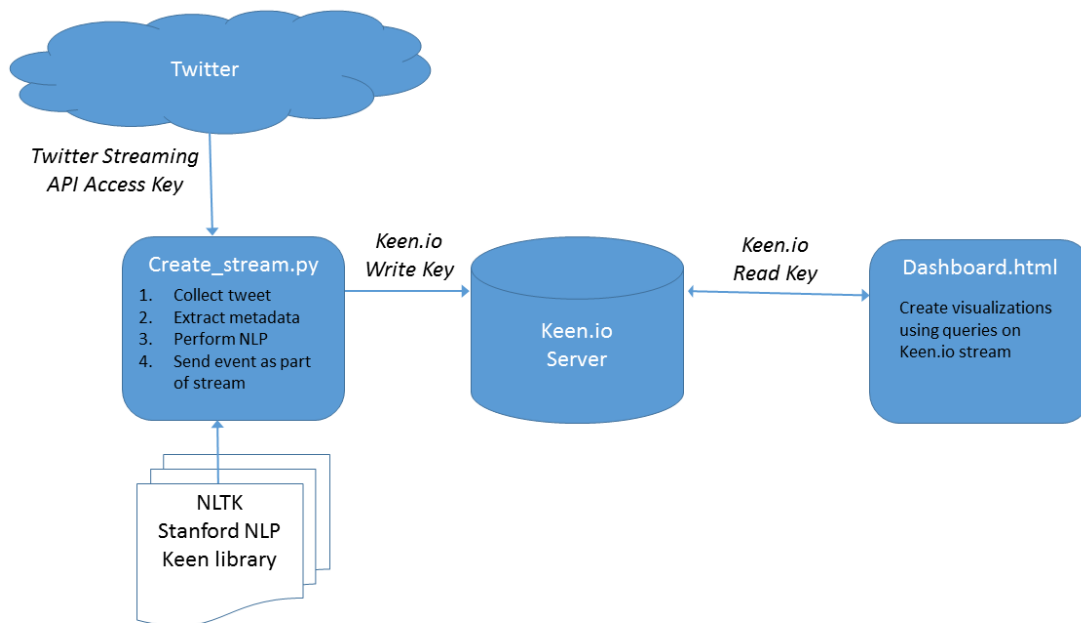 Twitter
Twitter Streaming
API Access Key
Create_stream.py
1. Collect tweet
2. Extract metadata
3. Perform NLP
4. Send event as part
of stream
Keen.io
Write Key
Keen.io
Server
Keen.io
Read Key
Dashboard.html
Create visualizations
using queries on
Keen.io stream
NLTK
Stanford NLP
Keen library